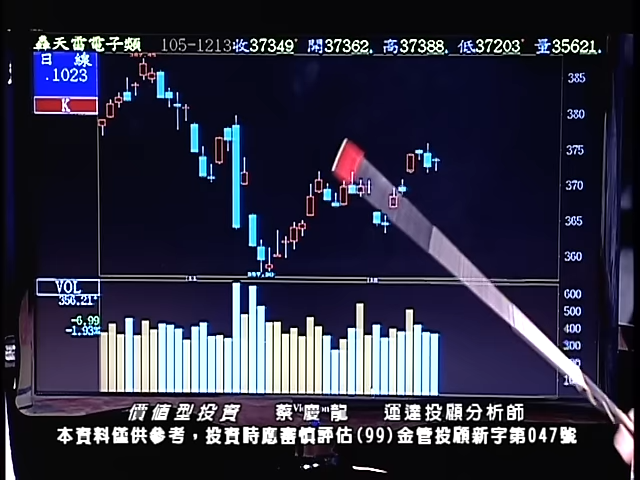 轟天雷電子類 105-1213收37349 開37362. 高37388. 低37203 量35621.
日 線
.1023
K
385
380
375
370
365
360
VOL
356.21
-6.99
-1.93%
600
500
400
300
價值型投資 蔡慶龍 運達投顧分析師
本資料僅供參考，投資時應審慎評估(99)金管投顧新字第047號